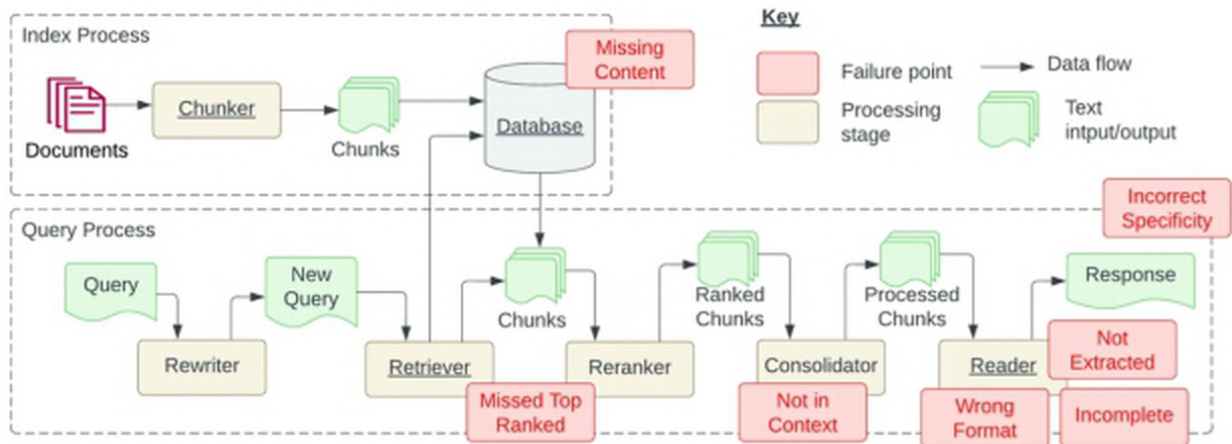 Index Process
Documents
Chunker
Chunks
Database
Missing
Content
Key
Failure point
Data flow
Processing
stage
Text
intput/output
Query Process
Incorrect
Specificity
Query
Rewriter
New
Query
Retriever
Missed Top
Ranked
Chunks
Reranker
Ranked
Chunks
Consolidator
Not in
Context
Processed
Chunks
Reader
Response
Not
Extracted
Wrong
Format
Incomplete